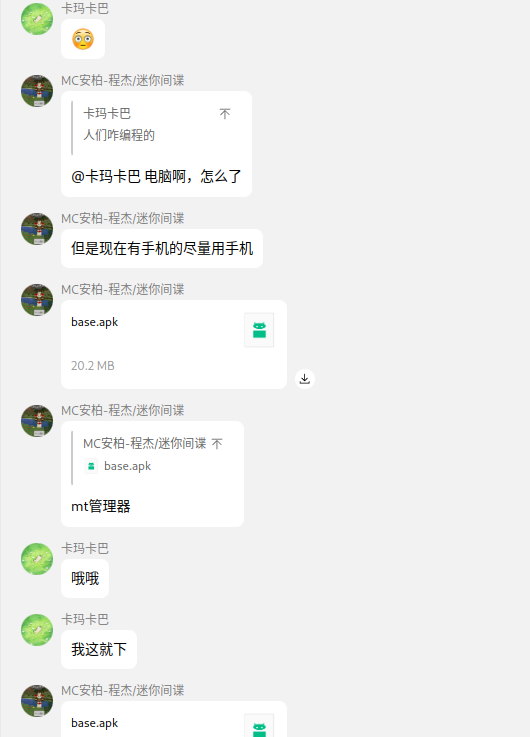 卡玛卡巴
MC安柏-程杰/迷你间谍
卡玛卡巴
人们咋编程的
@卡玛卡巴 电脑啊，怎么了
MC安柏-程杰/迷你间谍
但是现在有手机的尽量用手机
MC安柏-程杰/迷你间谍
base.apk
20.2 MB
MC安柏-程杰/迷你间谍
MC安柏-程杰/迷你间谍
base.apk
mt管理器
卡玛卡巴
哦哦
卡玛卡巴
我这就下
MC安柏-程杰/迷你间谍
base.apk